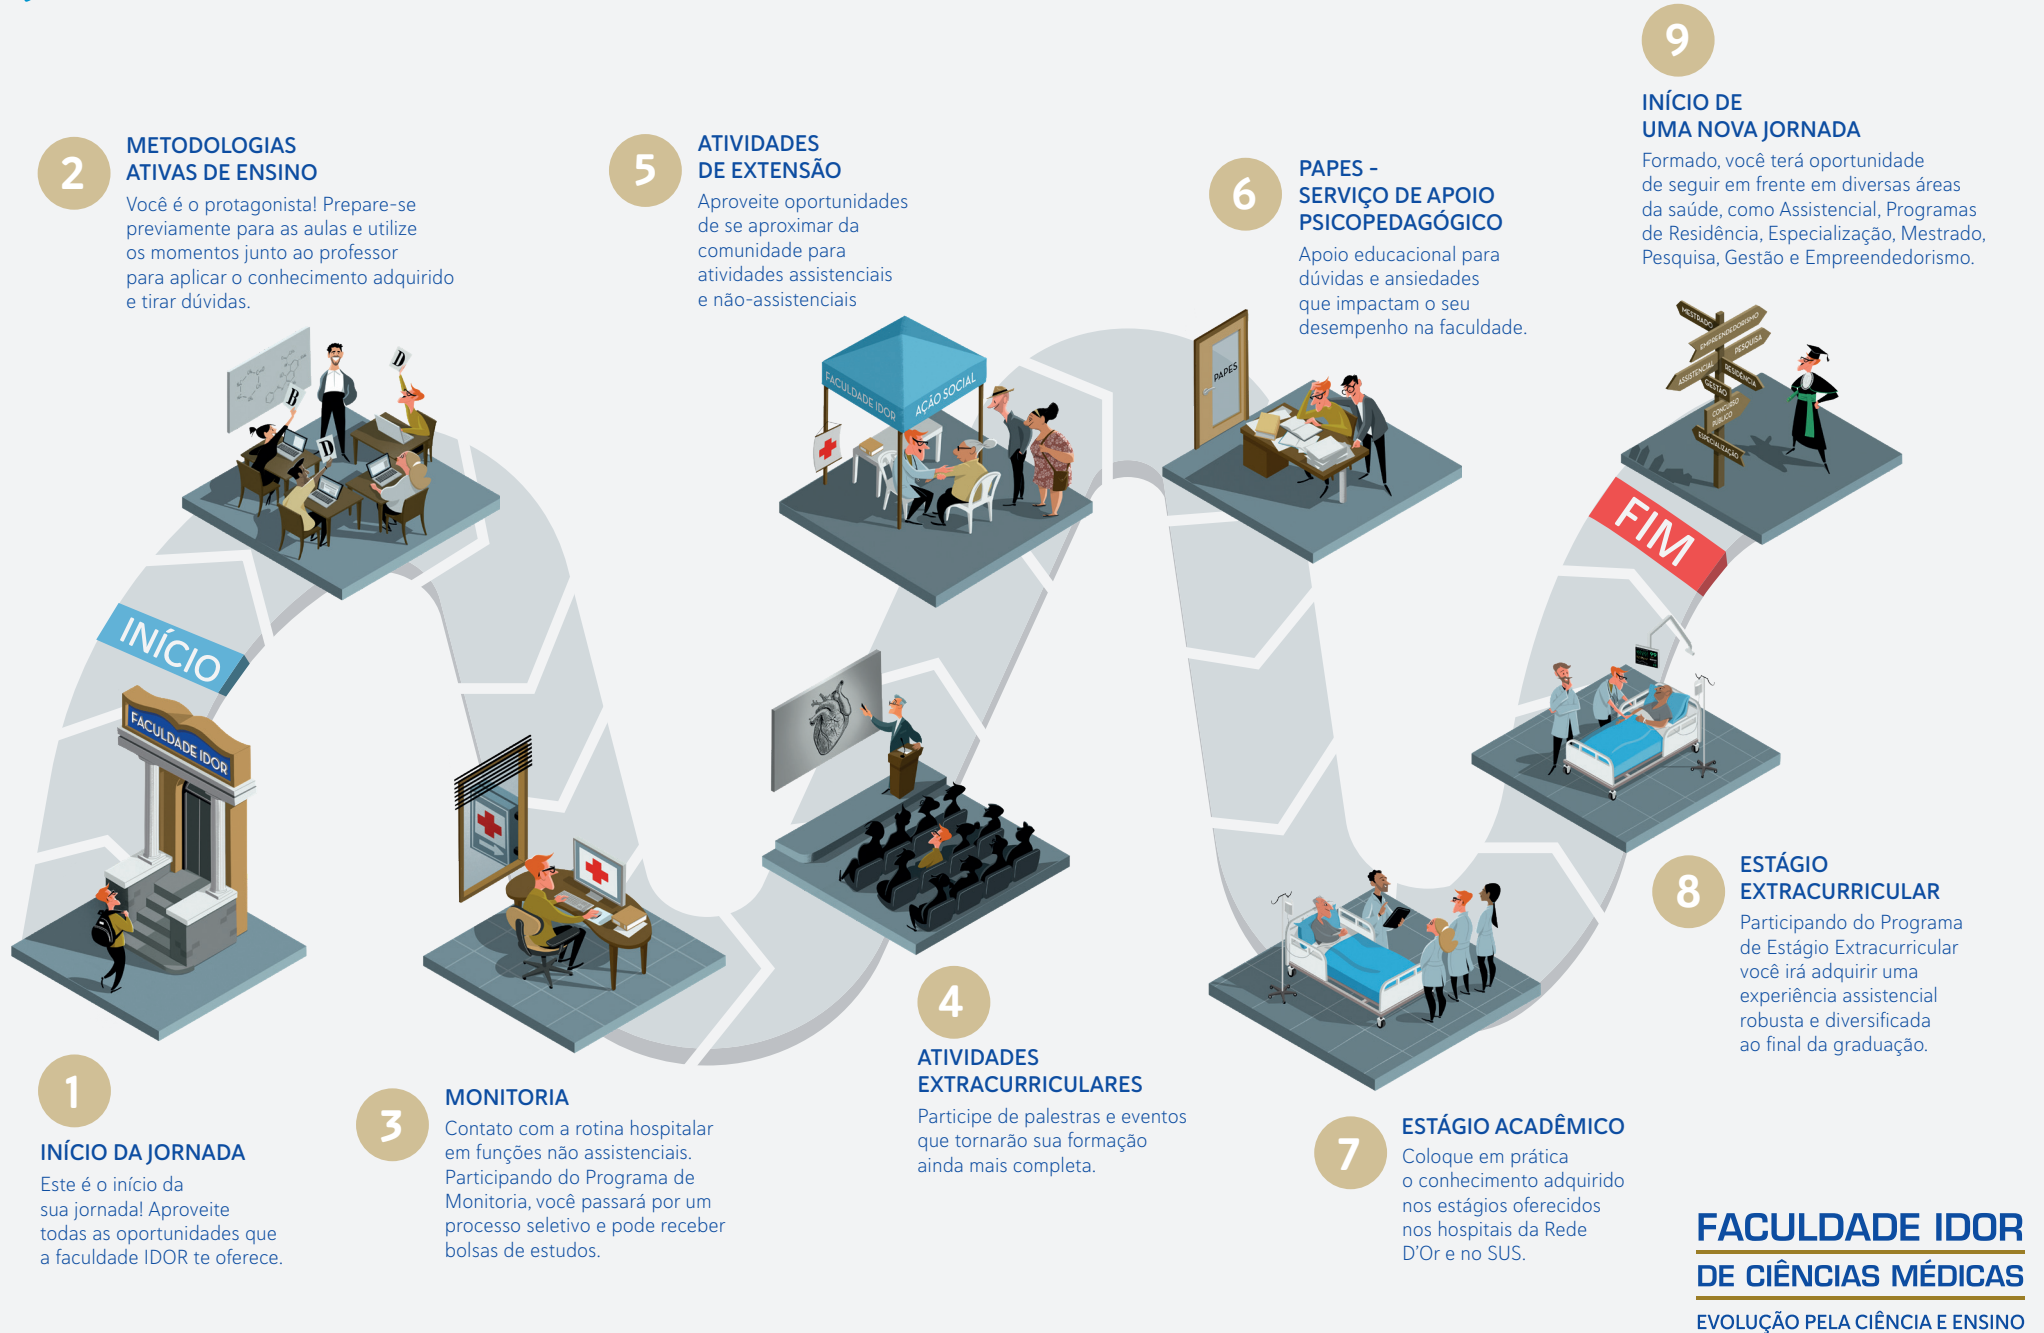 1
INÍCIO DA JORNADA
Este é o início da
sua jornada! Aproveite
todas as oportunidades que
a faculdade IDOR te oferece.
FACULDADE IDOR
INÍCIO
2
METODOLOGIAS
ATIVAS DE ENSINO
Você é o protagonista! Prepare-se
previamente para as aulas e utilize
os momentos junto ao professor
para aplicar o conhecimento adquirido
e tirar dúvidas.
B
D
D
3
MONITORIA
Contato com a rotina hospitalar
em funções não assistenciais.
Participando do Programa de
Monitoria, você passará por um
processo seletivo e pode receber
bolsas de estudos.
4
ATIVIDADES
EXTRACURRICULARES
Participe de palestras e eventos
que tornarão sua formação
ainda mais completa.
5
ATIVIDADES
DE EXTENSÃO
Aproveite oportunidades
de se aproximar da
comunidade para
atividades assistenciais
e não-assistenciais
FACULDADE IDOR
AÇÃO SOCIAL
6
PAPES -
SERVIÇO DE APOIO
PSICOPEDAGÓGICO
Apoio educacional para
dúvidas e ansiedades
que impactam o seu
desempenho na faculdade.
PAPES
7
ESTÁGIO ACADÊMICO
Coloque em prática
o conhecimento adquirido
nos estágios oferecidos
nos hospitais da Rede
D'Or e no SUS.
8
ESTÁGIO
EXTRACURRICULAR
Participando do Programa
de Estágio Extracurricular
você irá adquirir uma
experiência assistencial
robusta e diversificada
ao final da graduação.
FIM
9
INÍCIO DE
UMA NOVA JORNADA
Formado, você terá oportunidade
de seguir em frente em diversas áreas
da saúde, como Assistencial, Programas
de Residência, Especialização, Mestrado,
Pesquisa, Gestão e Empreendedorismo.
MESTRADO
EMPREENDEDORISMO
PESQUISA
ASSISTENCIAL
RESIDÊNCIA
GESTÃO
CONCURSO
PÚBLICO
ESPECIALIZAÇÃO
FACULDADE IDOR
DE CIÊNCIAS MÉDICAS
EVOLUÇÃO PELA CIÊNCIA E ENSINO